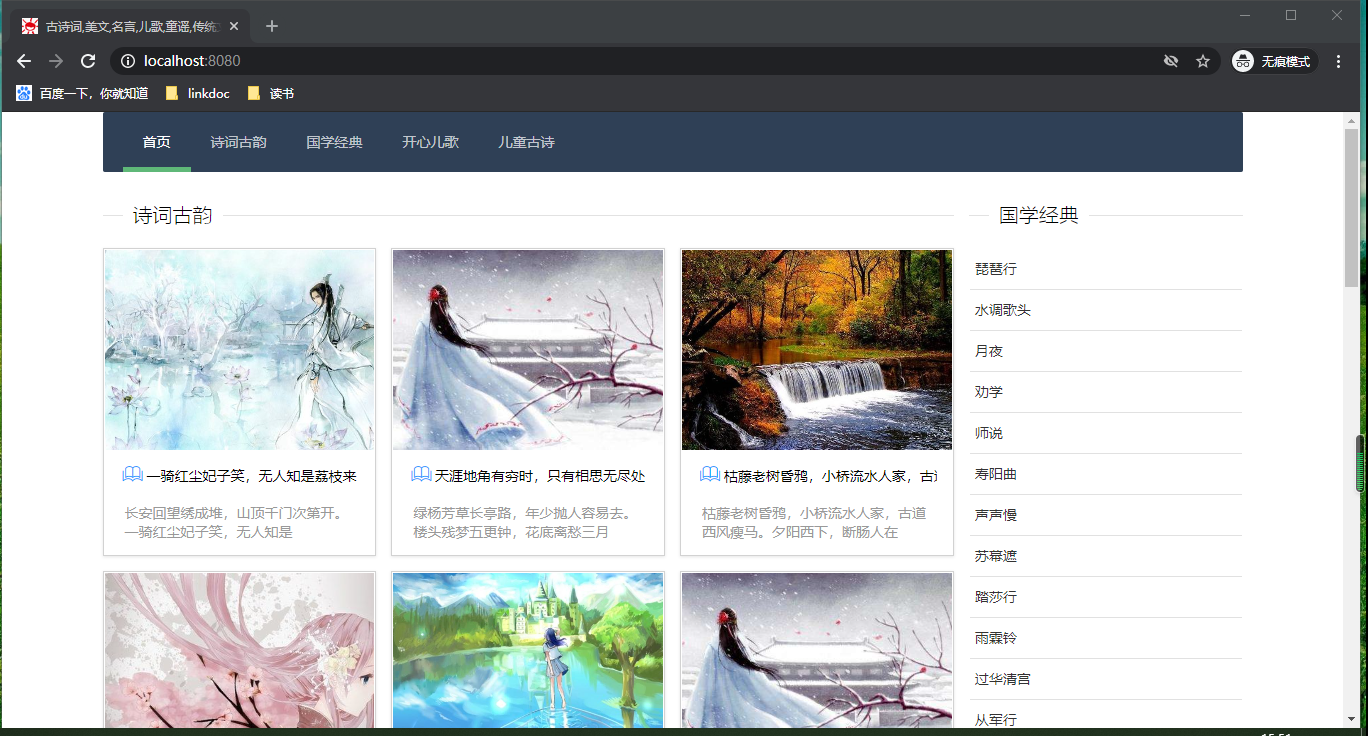 古诗词,美文,名言,儿歌,童谣,传统
localhost:8080
无痕模式
百度一下，你就知道 linkdoc 读书
首页 诗词古韵 国学经典 开心儿歌 儿童古诗
诗词古韵
一骑红尘妃子笑，无人知是荔枝来
长安回望绣成堆，山顶千门次第开。
一骑红尘妃子笑，无人知是
天涯地角有穷时，只有相思无尽处
绿杨芳草长亭路，年少抛人容易去。
楼头残梦五更钟，花底离愁三月
枯藤老树昏鸦，小桥流水人家，古道
枯藤老树昏鸦，小桥流水人家，古道
西风瘦马。夕阳西下，断肠人在
国学经典
琵琶行
水调歌头
月夜
劝学
师说
寿阳曲
声声慢
苏幕遮
踏莎行
雨霖铃
过华清宫
从军行